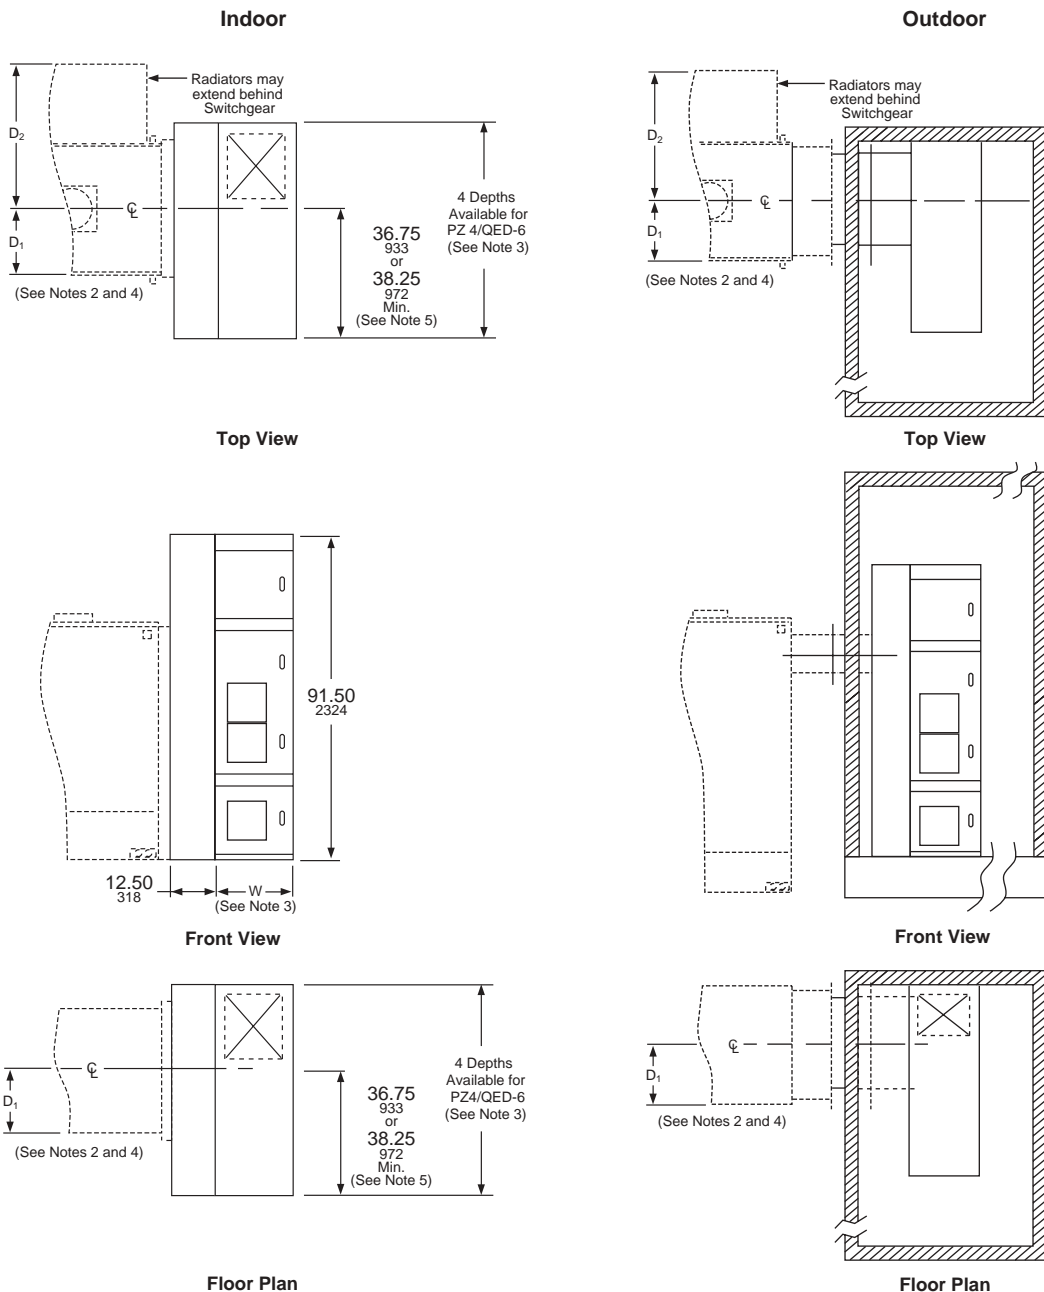 Indoor
Outdoor
Radiators may
extend behind
Switchgear
D2
℄
D1
(See Notes 2 and 4)
36.75
933
or
38.25
972
Min.
(See Note 5)
4 Depths
Available for
PZ 4/QED-6
(See Note 3)
Top View
Radiators may
extend behind
Switchgear
D2
℄
D1
(See Notes 2 and 4)
Top View
91.50
2324
12.50
318
W
(See Note 3)
Front View
Front View
℄
D1
(See Notes 2 and 4)
36.75
933
or
38.25
972
Min.
(See Note 5)
4 Depths
Available for
PZ4/QED-6
(See Note 3)
Floor Plan
℄
D1
(See Notes 2 and 4)
Floor Plan